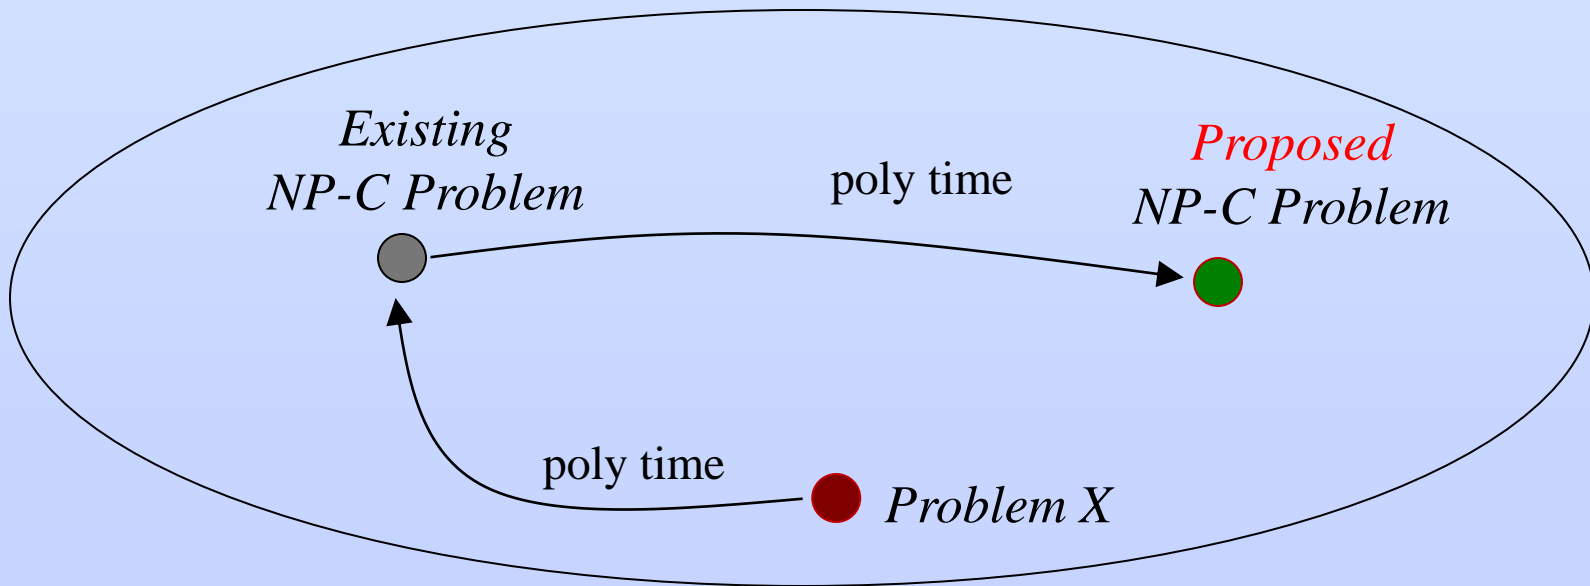 Existing
NP-C Problem
poly time
Proposed
NP-C Problem
poly time
Problem X